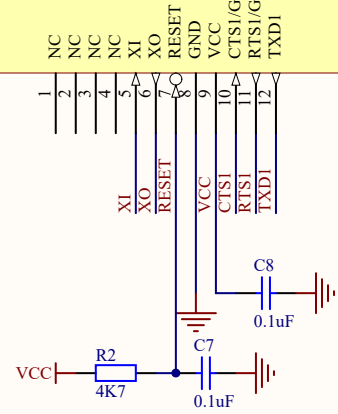 NC
NC
NC
NC
XI
XO
RESET
GND
VCC
CTS1/G
RTS1/G
TXD1
1
2
3
4
5
6
7
8
9
10
11
12
XI
XO
RESET
VCC
CTS1
RTS1
TXD1
C8
0.1uF
VCC
R2
4K7
C7
0.1uF